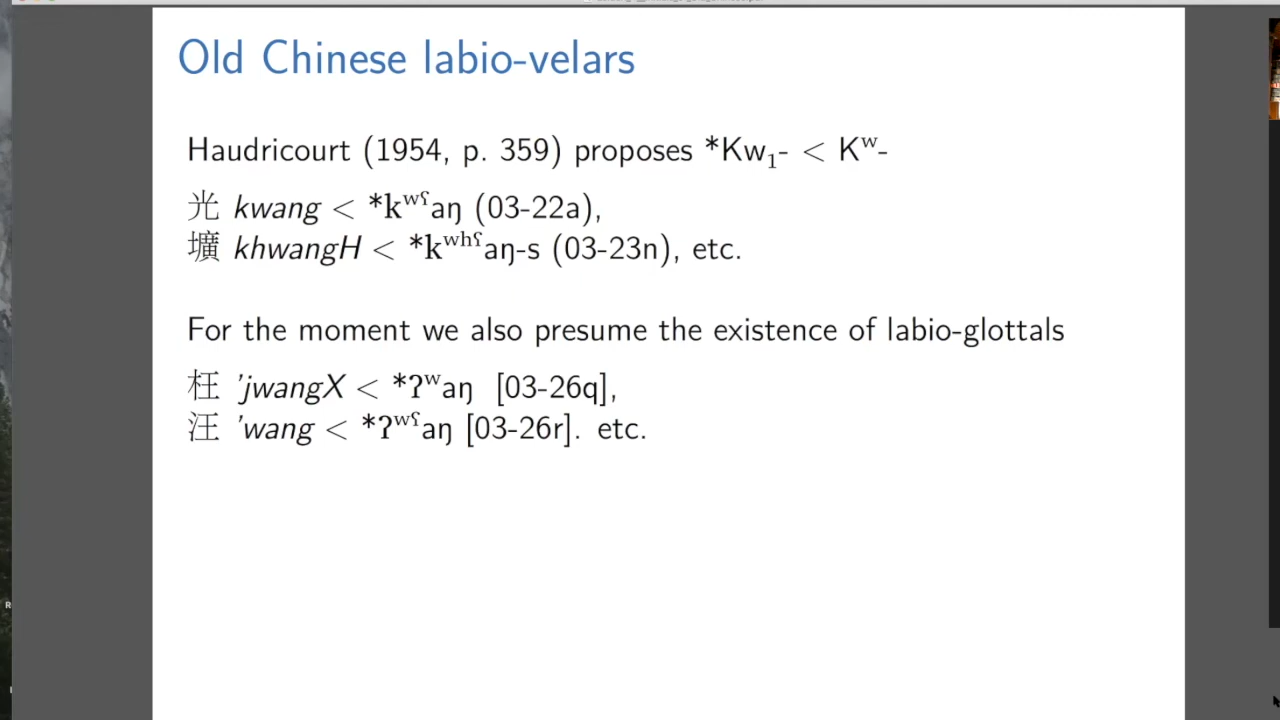 Old Chinese labio-velars
Haudricourt (1954, p. 359) proposes *Kw₁- < Kʷ-
光 kwang < *kʷˤaŋ (03-22a),
壙 khwangH < *kʷʰˤaŋ-s (03-23n), etc.
For the moment we also presume the existence of labio-glottals
枉 'jwangX < *ʔʷaŋ [03-26q],
汪 'wang < *ʔʷˤaŋ [03-26r]. etc.